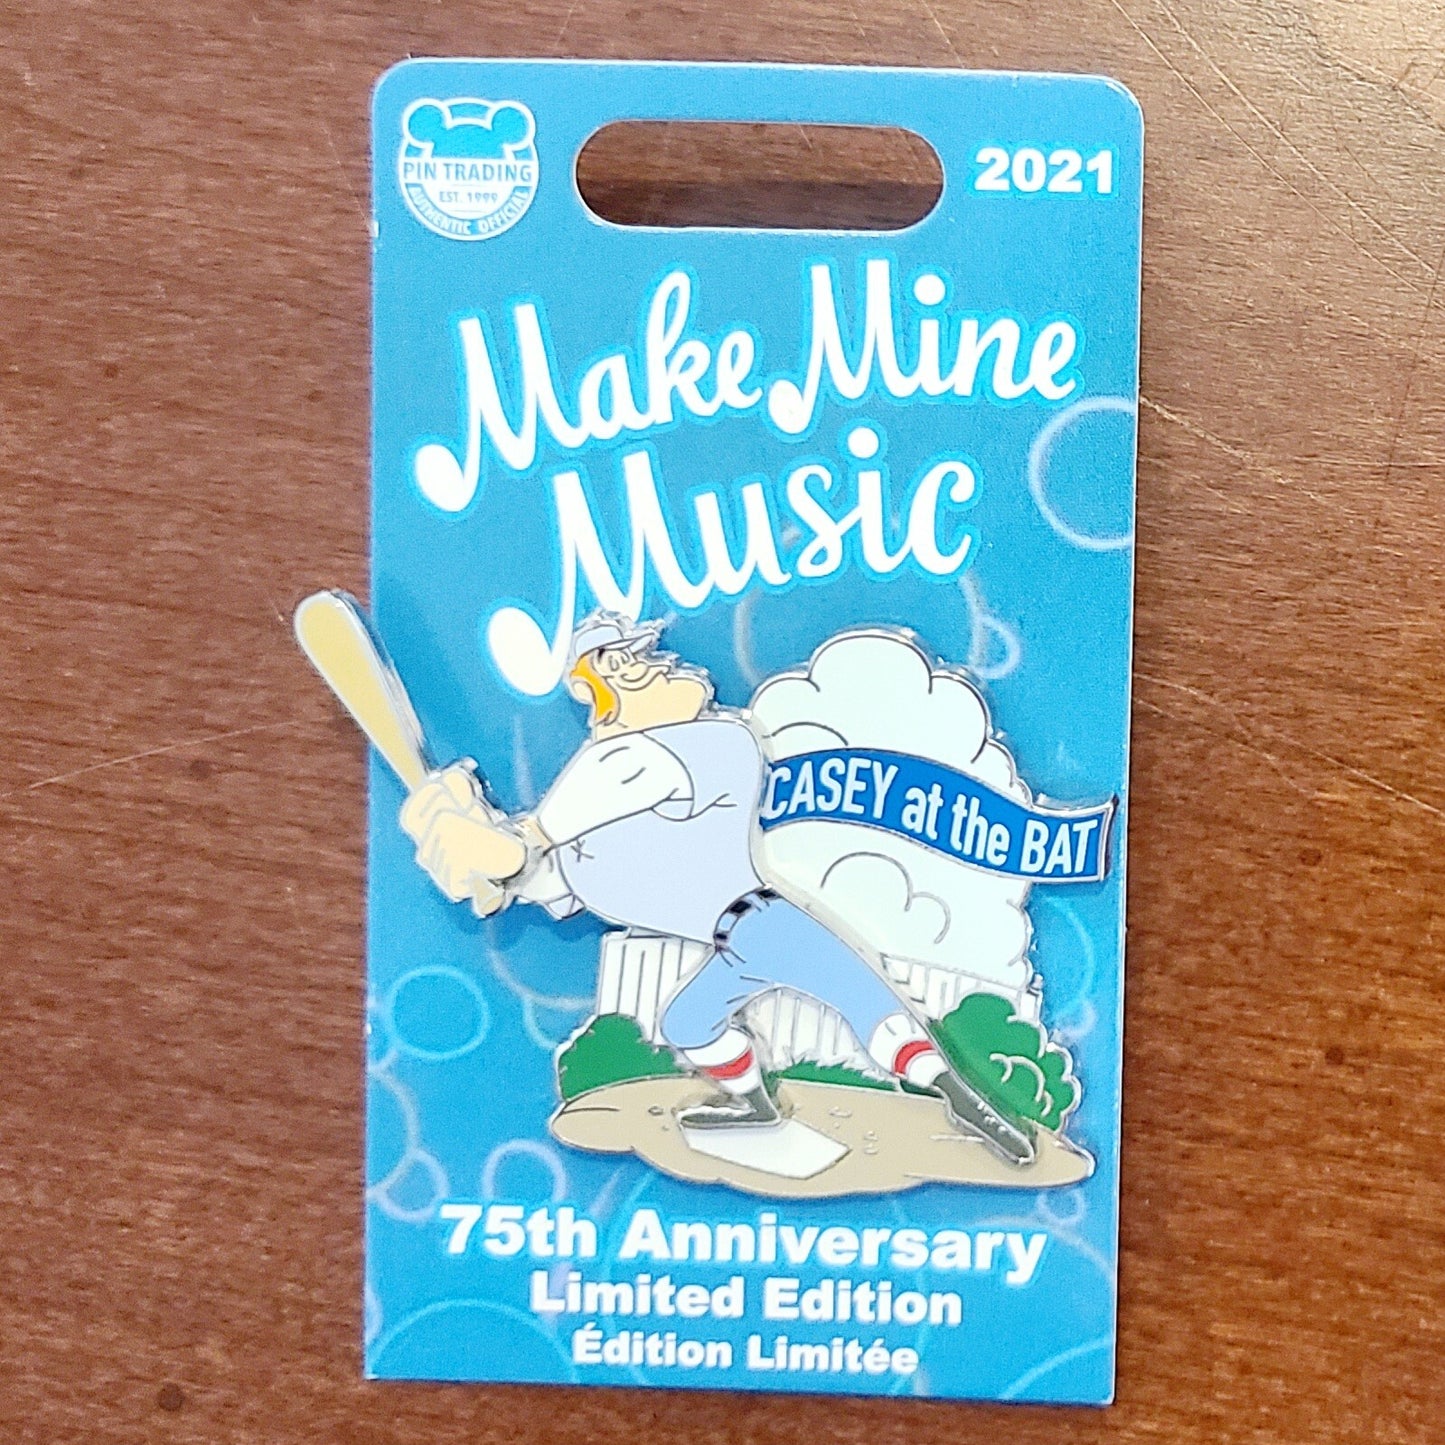 PIN TRADING
EST. 1999
AUTHENTIC OFFICIAL
2021
Make Mine
Music
CASEY at the BAT
75th Anniversary
Limited Edition
Édition Limitée